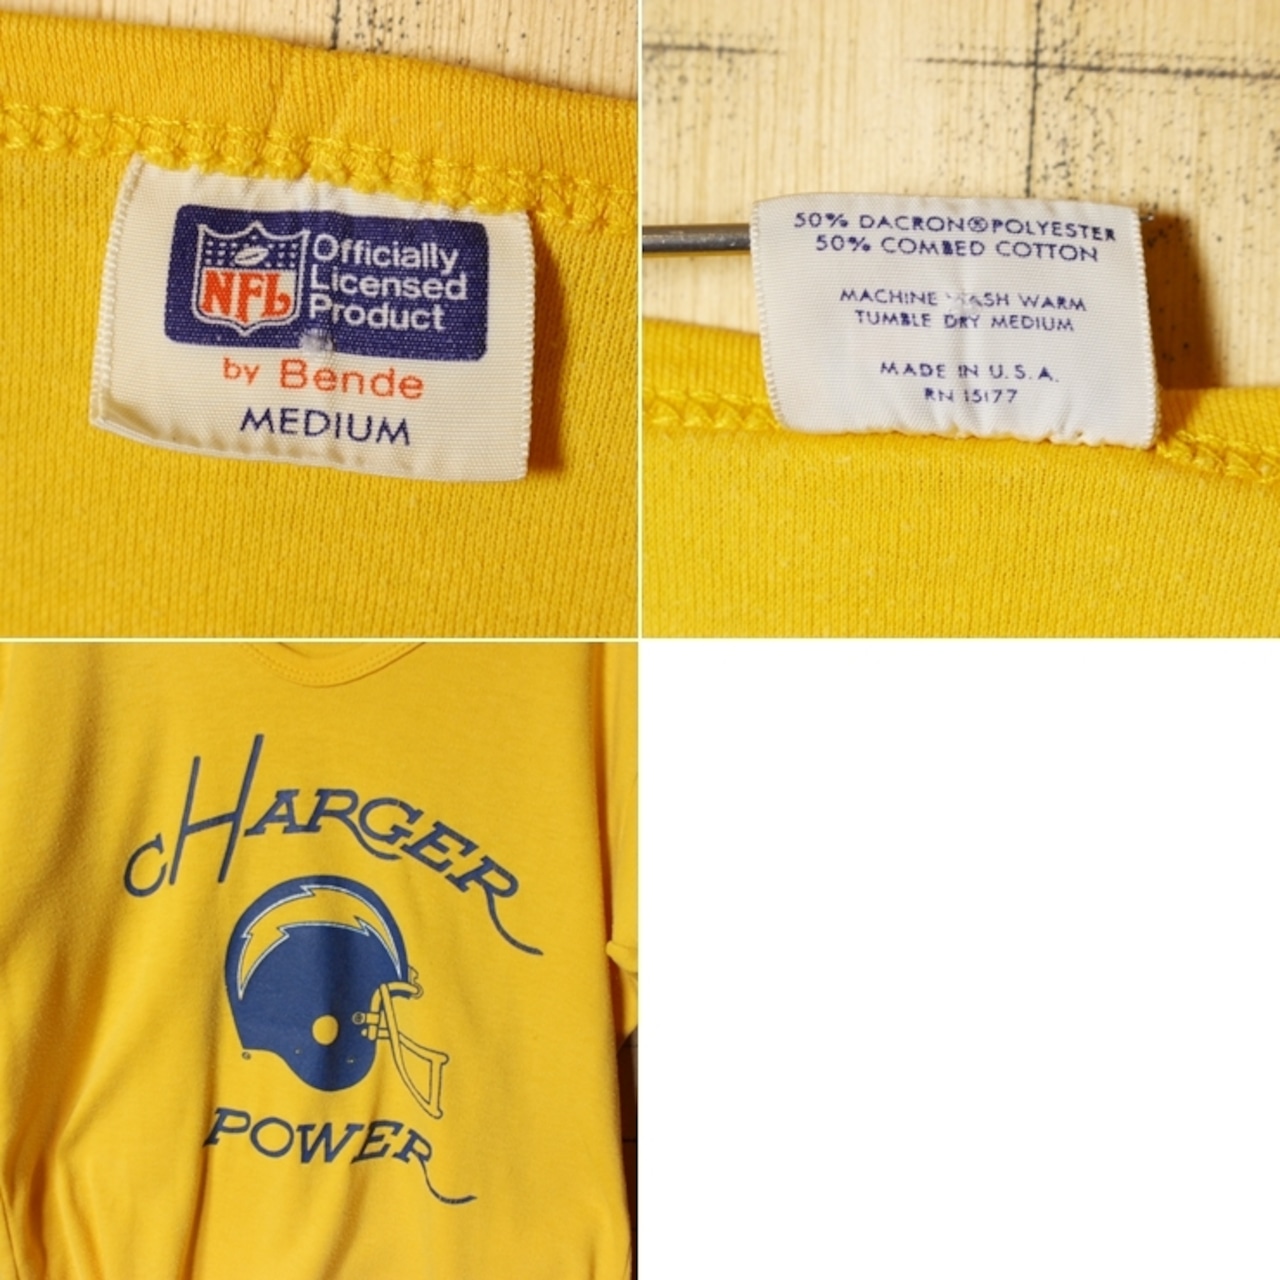 NFL
Officially
Licensed
Product
by Bende
MEDIUM
50% DACRON®POLYESTER
50% COMBED COTTON
MACHINE WASH WARM
TUMBLE DRY MEDIUM
MADE IN U.S.A.
RN 15177
CHARGER
POWER